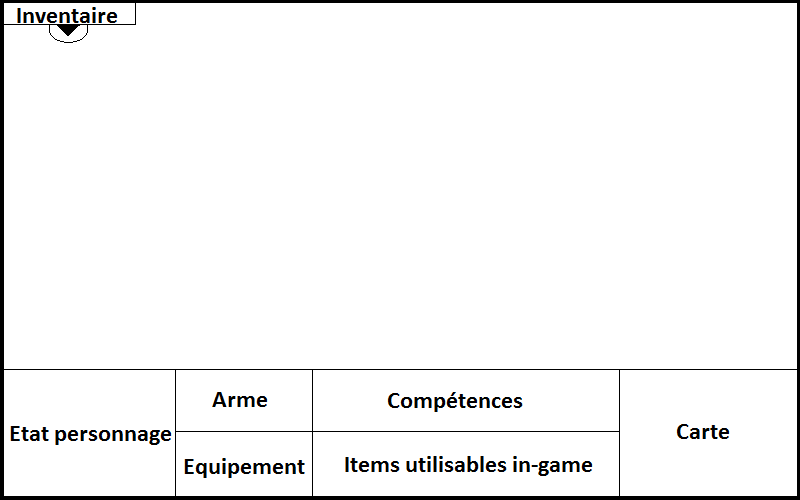 Inventaire
Etat personnage
Arme
Equipement
Compétences
Items utilisables in-game
Carte